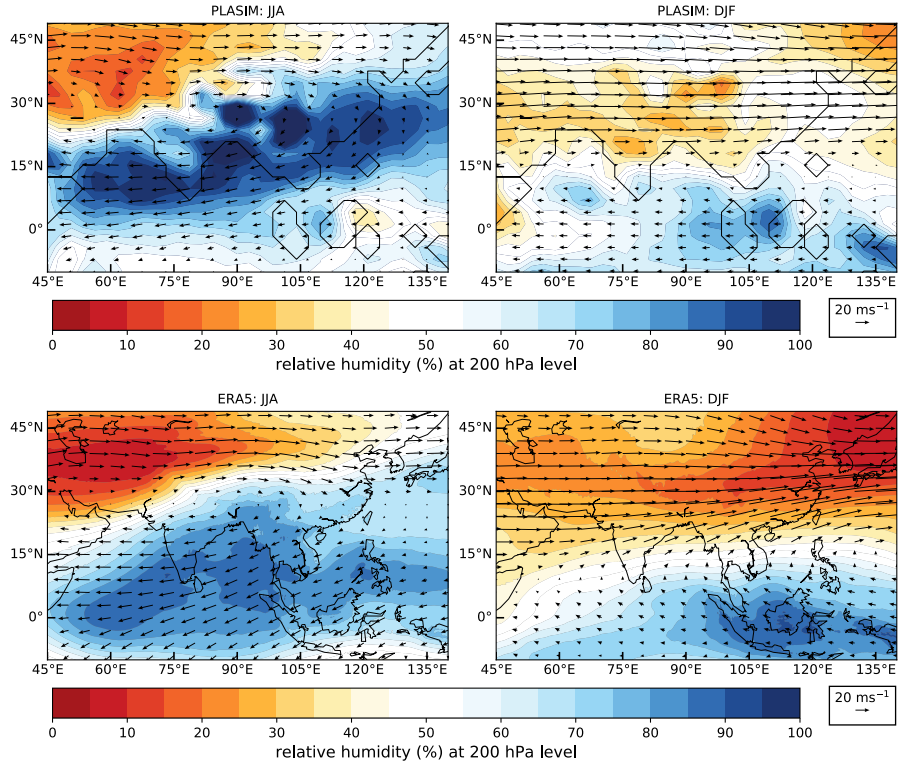 PLASIM: JJA
PLASIM: DJF
45°N
30°N
15°N
0°
45°E 60°E 75°E 90°E 105°E 120°E 135°E
45°N
30°N
15°N
0°
45°E 60°E 75°E 90°E 105°E 120°E 135°E
0 10 20 30 40 50 60 70 80 90 100
relative humidity (%) at 200 hPa level
20 ms⁻¹
ERA5: JJA
ERA5: DJF
45°N
30°N
15°N
0°
45°E 60°E 75°E 90°E 105°E 120°E 135°E
45°N
30°N
15°N
0°
45°E 60°E 75°E 90°E 105°E 120°E 135°E
0 10 20 30 40 50 60 70 80 90 100
relative humidity (%) at 200 hPa level
20 ms⁻¹